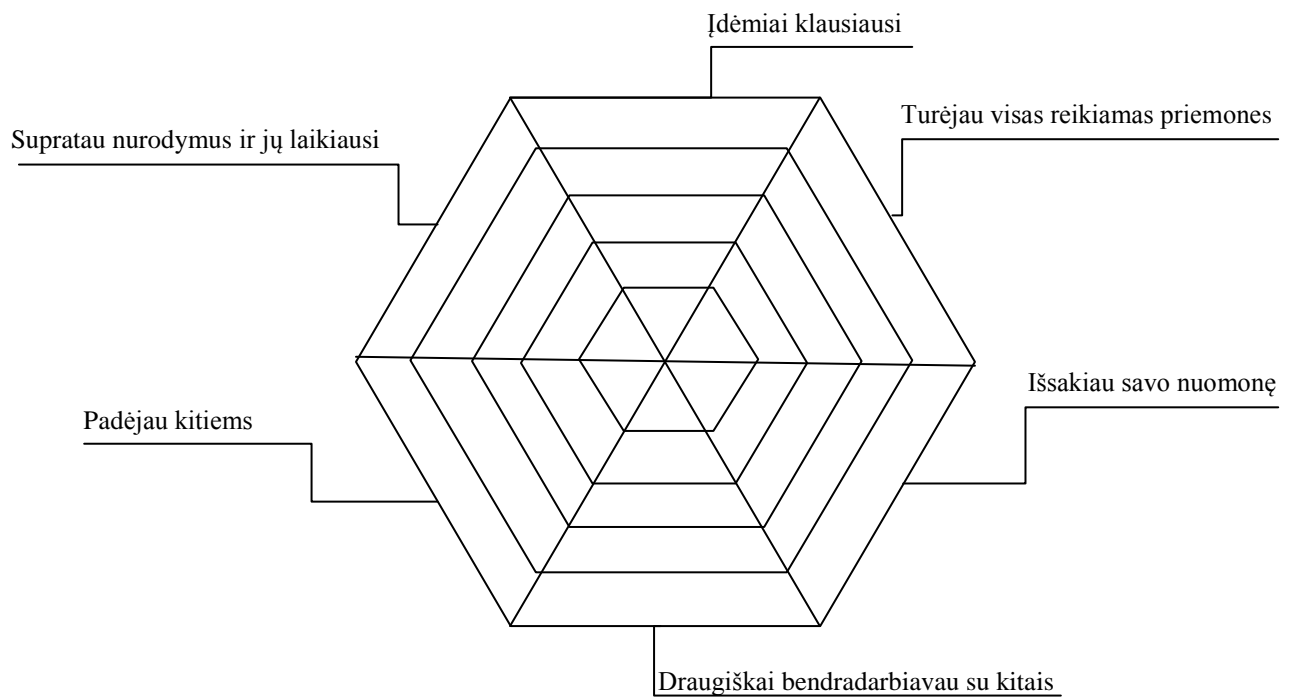 Įdėmiai klausiausi
Turėjau visas reikiamas priemones
Supratau nurodymus ir jų laikiausi
Išsakiau savo nuomonę
Padėjau kitiems
Draugiškai bendradarbiavau su kitais